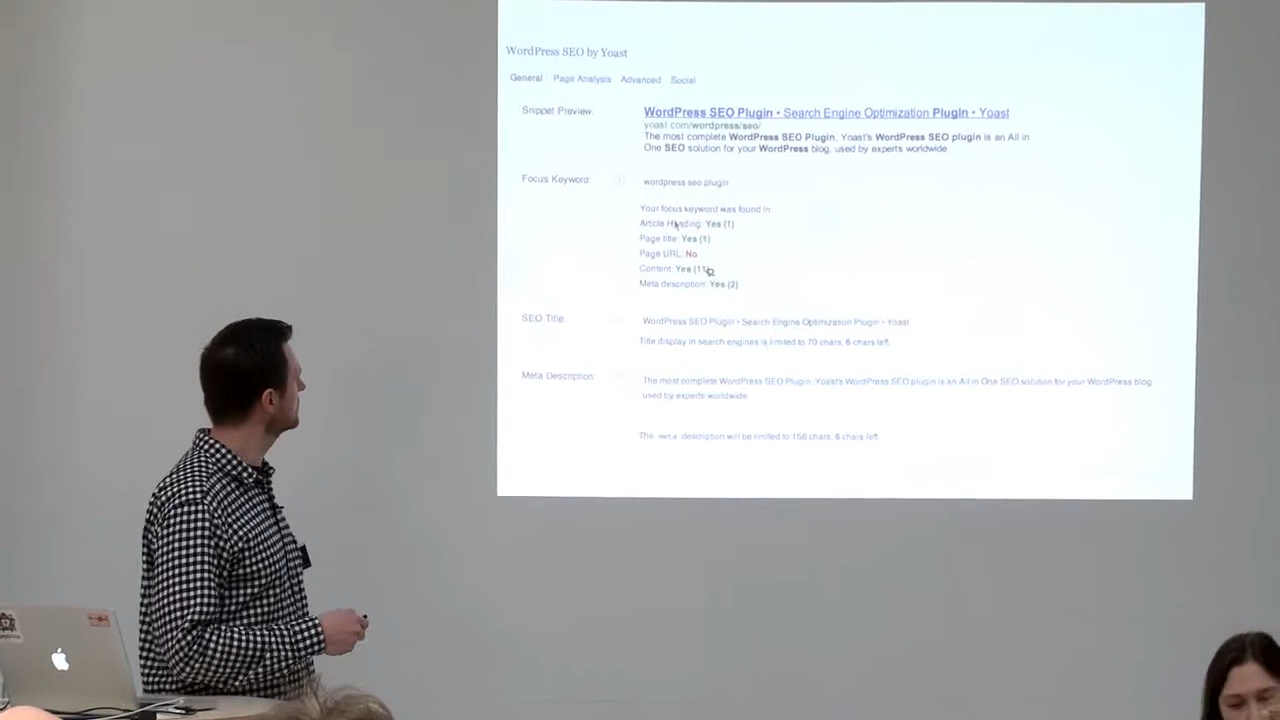 WordPress SEO by Yoast
General Page Analysis Advanced Social
Snippet Preview: WordPress SEO Plugin • Search Engine Optimization Plugin • Yoast
yoast.com/wordpress/seo/
The most complete WordPress SEO Plugin, Yoast's WordPress SEO plugin is an All in
One SEO solution for your WordPress blog, used by experts worldwide.
Focus Keyword: wordpress seo plugin
Your focus keyword was found in:
Article Heading: Yes (1)
Page title: Yes (1)
Page URL: No
Content: Yes (11)
Meta description: Yes (2)
SEO Title: WordPress SEO Plugin • Search Engine Optimization Plugin • Yoast
Title display in search engines is limited to 70 chars, 6 chars left.
Meta Description: The most complete WordPress SEO Plugin, Yoast's WordPress SEO plugin is an All in One SEO solution for your WordPress blog
used by experts worldwide
The meta description will be limited to 156 chars, 6 chars left